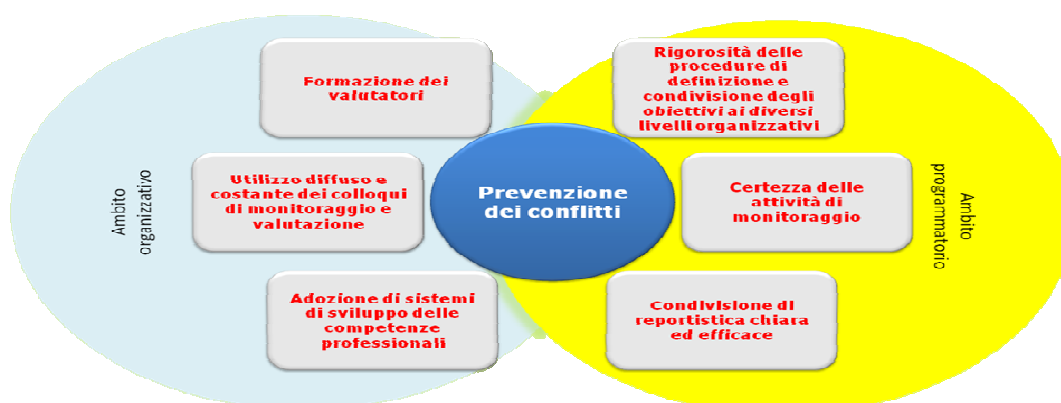 Formazione dei
valutatori
Rigorosità delle
procedure di
definizione e
condivisione degli
obiettivi ai diversi
livelli organizzativi
Ambito
organizzativo
Utilizzo diffuso e
costante dei colloqui
di monitoraggio e
valutazione
Prevenzione
dei conflitti
Certezza delle
attività di
monitoraggio
Ambito
programmatorio
Adozione di sistemi
di sviluppo delle
competenze
professionali
Condivisione di
reportistica chiara
ed efficace